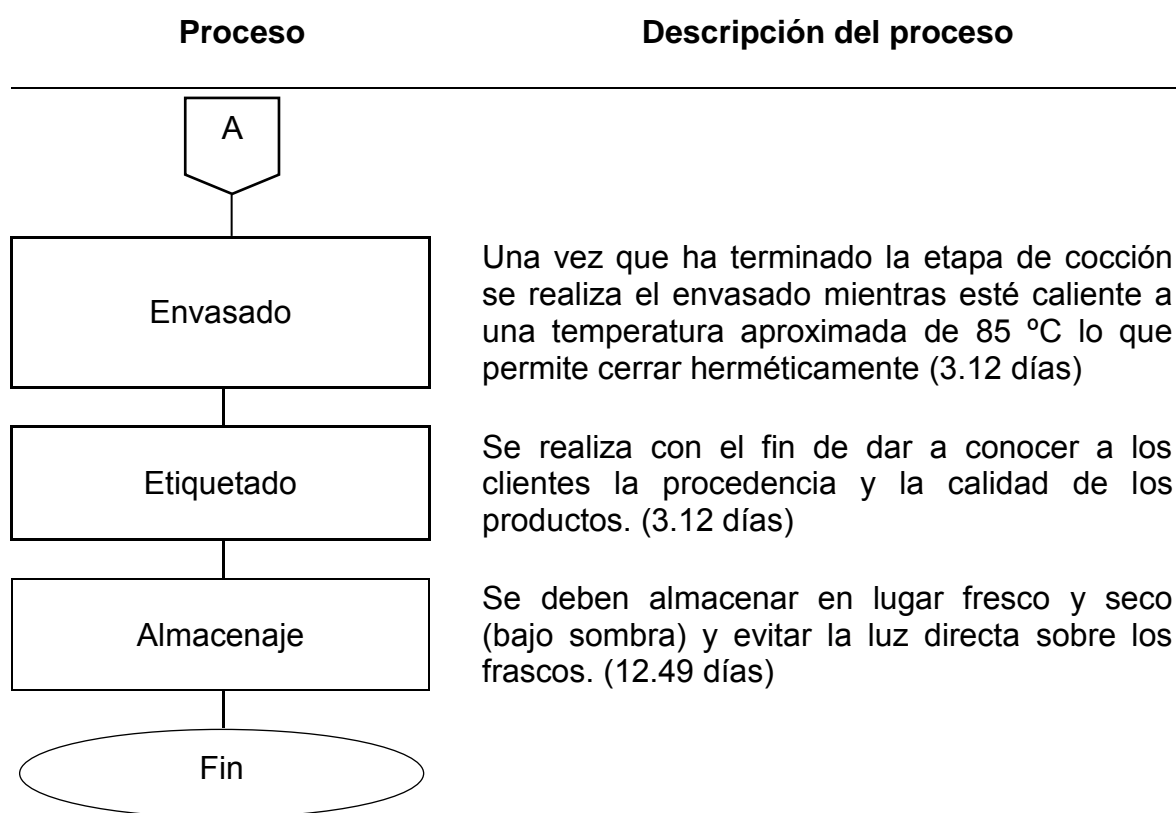 Proceso Descripción del proceso
A
Envasado
Una vez que ha terminado la etapa de cocción
se realiza el envasado mientras esté caliente a
una temperatura aproximada de 85 ºC lo que
permite cerrar herméticamente (3.12 días)
Etiquetado
Se realiza con el fin de dar a conocer a los
clientes la procedencia y la calidad de los
productos. (3.12 días)
Almacenaje
Se deben almacenar en lugar fresco y seco
(bajo sombra) y evitar la luz directa sobre los
frascos. (12.49 días)
Fin